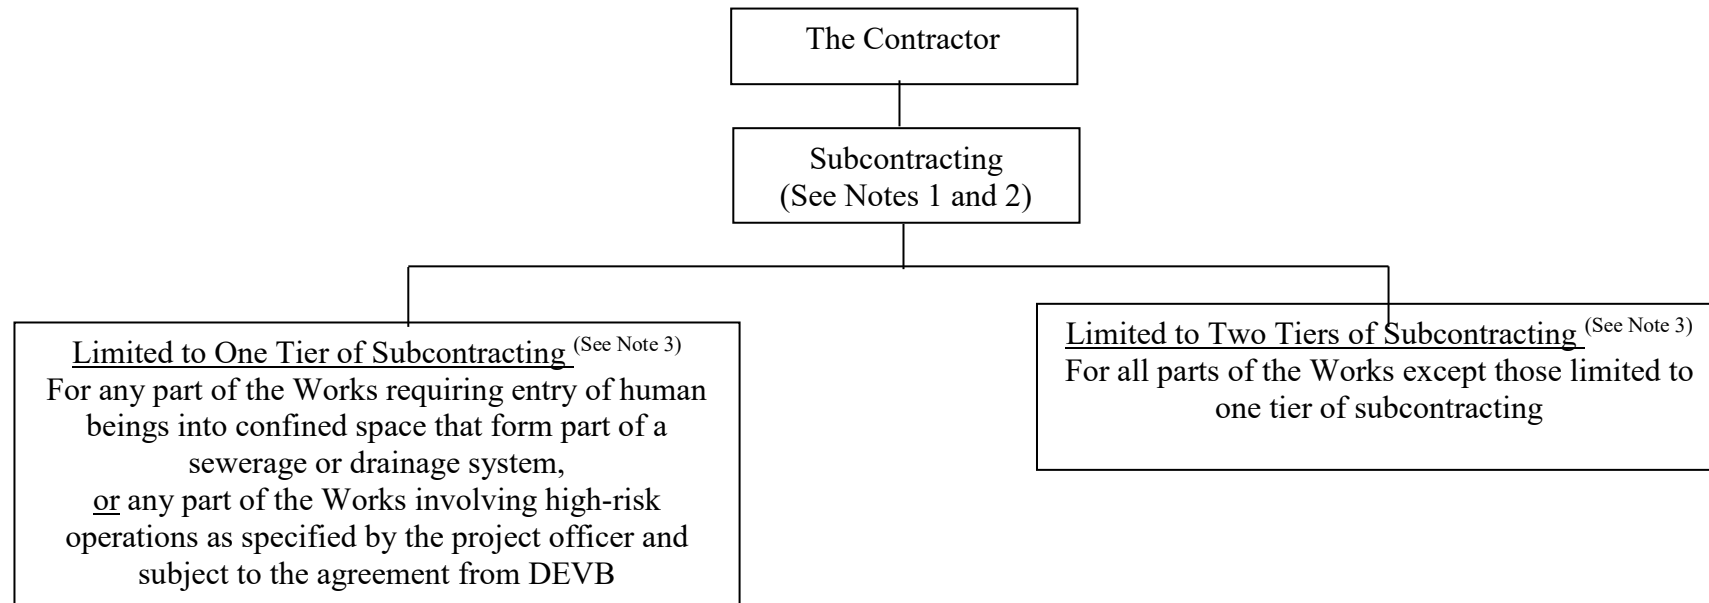 The Contractor
Subcontracting
(See Notes 1 and 2)
Limited to One Tier of Subcontracting (See Note 3)
For any part of the Works requiring entry of human
beings into confined space that form part of a
sewerage or drainage system,
or any part of the Works involving high-risk
operations as specified by the project officer and
subject to the agreement from DEVB
Limited to Two Tiers of Subcontracting (See Note 3)
For all parts of the Works except those limited to
one tier of subcontracting